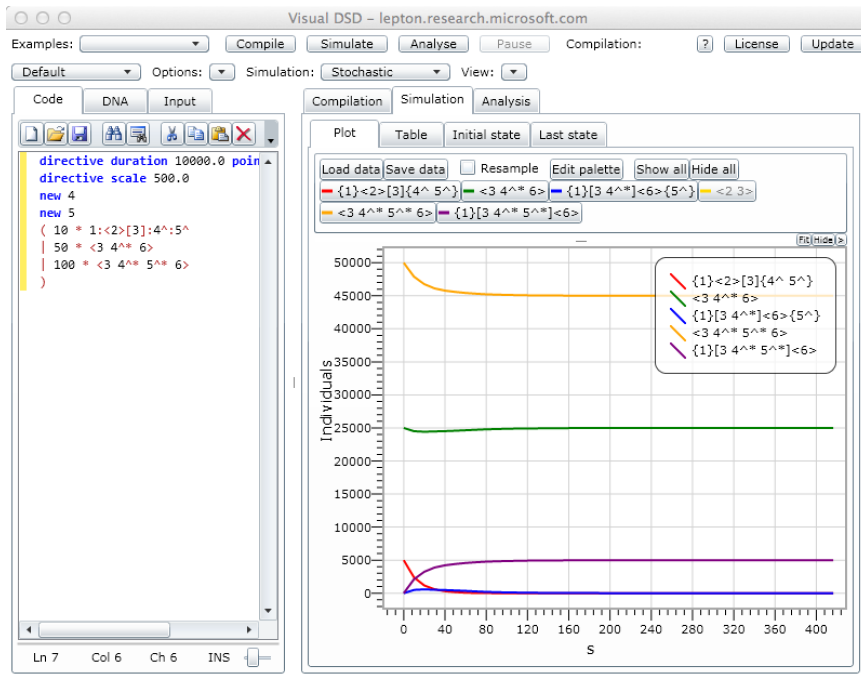 Visual DSD – lepton.research.microsoft.com
Examples: Compile Simulate Analyse Pause Compilation: ? License Update
Default Options: Simulation: Stochastic View:
Code DNA Input
Compilation Simulation Analysis
Plot Table Initial state Last state
Load data Save data Resample Edit palette Show all Hide all
{1}<2>[3]{4^ 5^} <3 4^* 6> {1}[3 4^*]<6>{5^} <2 3>
<3 4^* 5^* 6> {1}[3 4^* 5^*]<6>
directive duration 10000.0 poin
directive scale 500.0
new 4
new 5
( 10 * 1:<2>[3]:4^:5^
| 50 * <3 4^* 6>
| 100 * <3 4^* 5^* 6>
)
Fit Hide >
Individuals
50000
45000
40000
35000
30000
25000
20000
15000
10000
5000
0
{1}<2>[3]{4^ 5^}
<3 4^* 6>
{1}[3 4^*]<6>{5^}
<3 4^* 5^* 6>
{1}[3 4^* 5^*]<6>
0 40 80 120 160 200 240 280 320 360 400
s
Ln 7 Col 6 Ch 6 INS